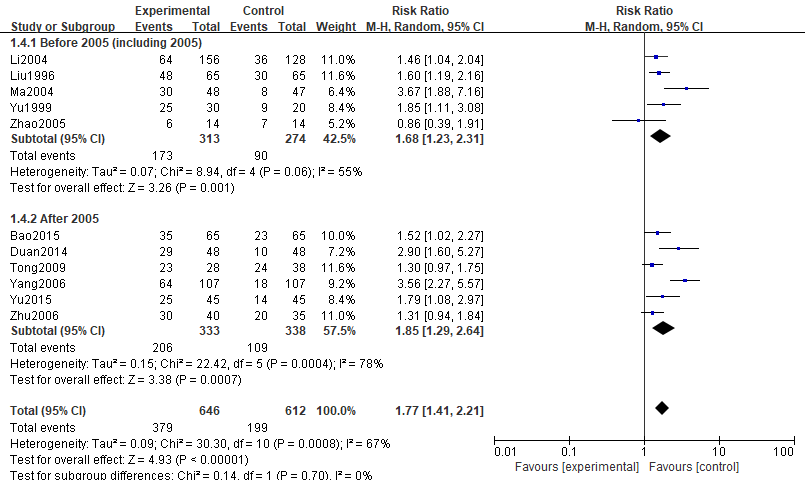 Experimental Control Risk Ratio Risk Ratio
Study or Subgroup Events Total Events Total Weight M-H, Random, 95% CI M-H, Random, 95% CI
1.4.1 Before 2005 (including 2005)
Li2004 64 156 36 128 11.0% 1.46 [1.04, 2.04]
Liu1996 48 65 30 65 11.3% 1.60 [1.19, 2.16]
Ma2004 30 48 8 47 6.4% 3.67 [1.88, 7.16]
Yu1999 25 30 9 20 8.4% 1.85 [1.11, 3.08]
Zhao2005 6 14 7 14 5.2% 0.86 [0.39, 1.91]
Subtotal (95% CI) 313 274 42.5% 1.68 [1.23, 2.31]
Total events 173 90
Heterogeneity: Tau² = 0.07; Chi² = 8.94, df = 4 (P = 0.06); I² = 55%
Test for overall effect: Z = 3.26 (P = 0.001)
1.4.2 After 2005
Bao2015 35 65 23 65 10.0% 1.52 [1.02, 2.27]
Duan2014 29 48 10 48 7.2% 2.90 [1.60, 5.27]
Tong2009 23 28 24 38 11.6% 1.30 [0.97, 1.75]
Yang2006 64 107 18 107 9.2% 3.56 [2.27, 5.57]
Yu2015 25 45 14 45 8.5% 1.79 [1.08, 2.97]
Zhu2006 30 40 20 35 11.0% 1.31 [0.94, 1.84]
Subtotal (95% CI) 333 338 57.5% 1.85 [1.29, 2.64]
Total events 206 109
Heterogeneity: Tau² = 0.15; Chi² = 22.42, df = 5 (P = 0.0004); I² = 78%
Test for overall effect: Z = 3.38 (P = 0.0007)
Total (95% CI) 646 612 100.0% 1.77 [1.41, 2.21]
Total events 379 199
Heterogeneity: Tau² = 0.09; Chi² = 30.30, df = 10 (P = 0.0008); I² = 67%
Test for overall effect: Z = 4.93 (P < 0.00001)
Test for subgroup differences: Chi² = 0.14, df = 1 (P = 0.70), I² = 0%
0.01 0.1 1 10 100
Favours [experimental] Favours [control]